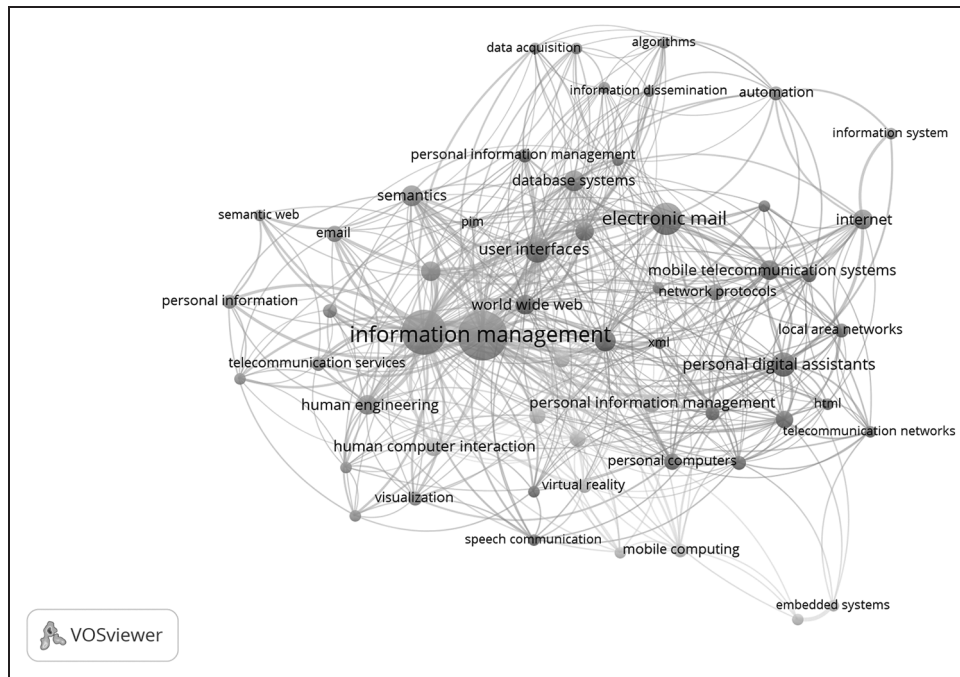 data acquisition
algorithms
information dissemination
automation
information system
personal information management
database systems
semantics
semantic web
pim
electronic mail
internet
email
user interfaces
mobile telecommunication systems
network protocols
personal information
world wide web
local area networks
information management
xml
telecommunication services
personal digital assistants
human engineering
personal information management
html
telecommunication networks
human computer interaction
personal computers
virtual reality
visualization
speech communication
mobile computing
embedded systems
VOSviewer